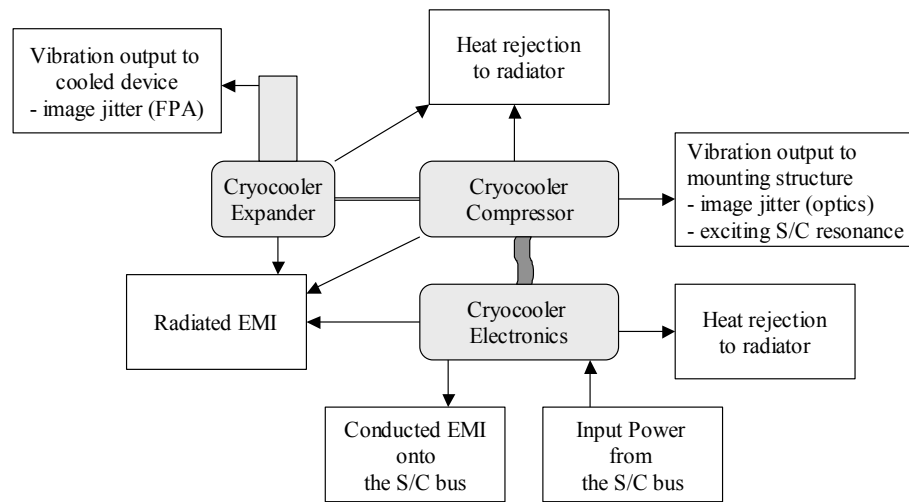 Vibration output to
cooled device
- image jitter (FPA)
Heat rejection
to radiator
Cryocooler
Expander
Cryocooler
Compressor
Vibration output to
mounting structure
- image jitter (optics)
- exciting S/C resonance
Radiated EMI
Cryocooler
Electronics
Heat rejection
to radiator
Conducted EMI
onto
the S/C bus
Input Power
from
the S/C bus